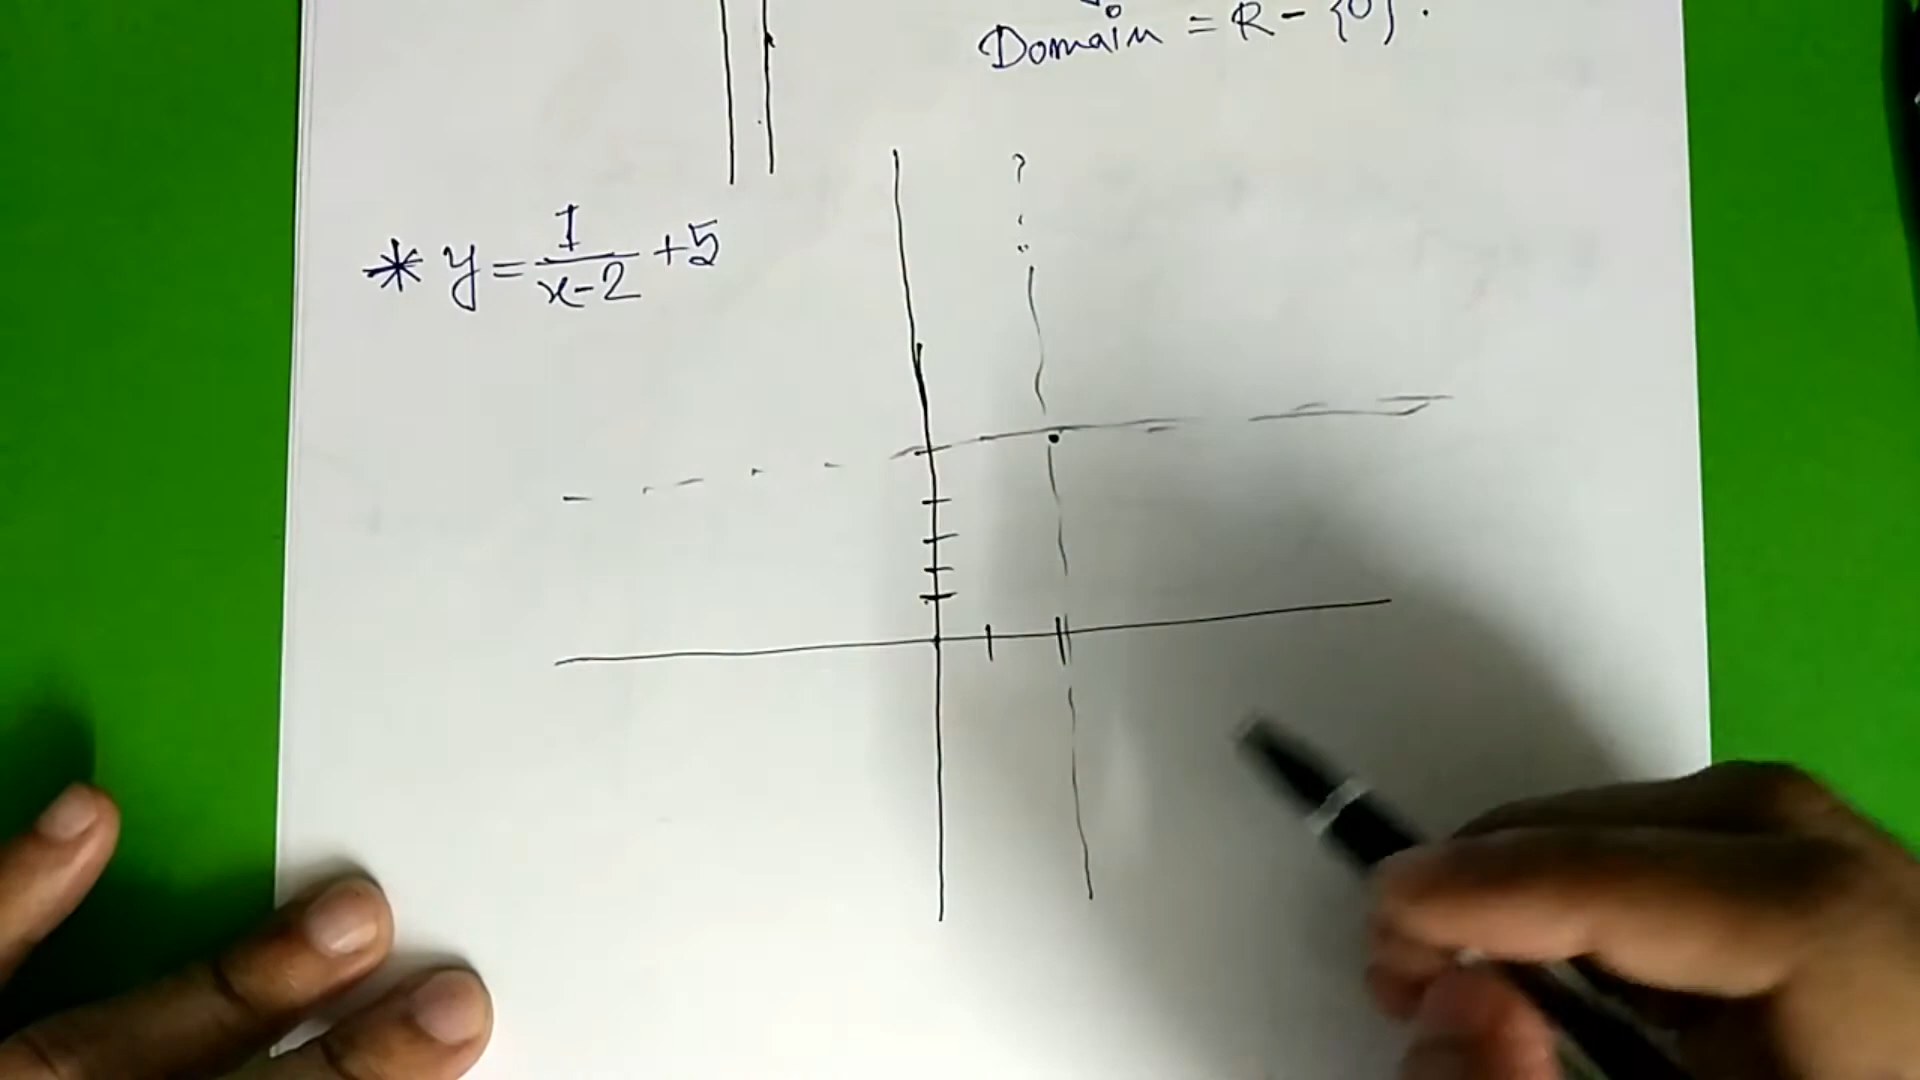 Domain = R - {0}.
* y = 1/(x-2) + 5